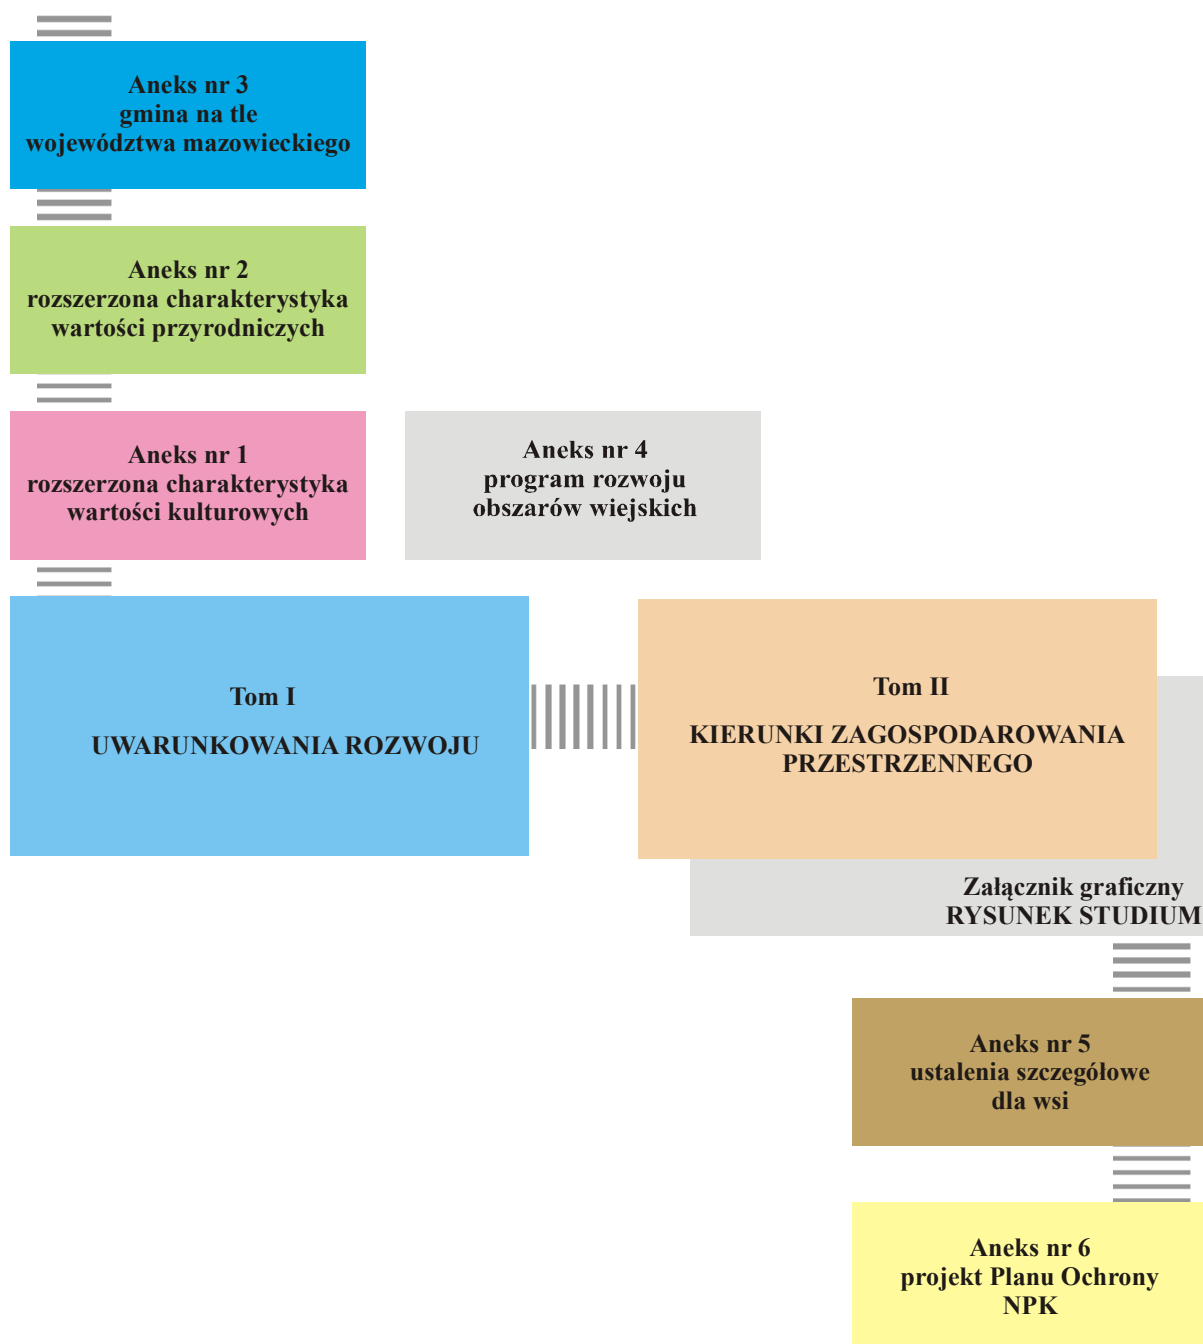 Aneks nr 3
gmina na tle
województwa mazowieckiego
Aneks nr 2
rozszerzona charakterystyka
wartości przyrodniczych
Aneks nr 1
rozszerzona charakterystyka
wartości kulturowych
Aneks nr 4
program rozwoju
obszarów wiejskich
Tom I
UWARUNKOWANIA ROZWOJU
Tom II
KIERUNKI ZAGOSPODAROWANIA
PRZESTRZENNEGO
Załącznik graficzny
RYSUNEK STUDIUM
Aneks nr 5
ustalenia szczegółowe
dla wsi
Aneks nr 6
projekt Planu Ochrony
NPK